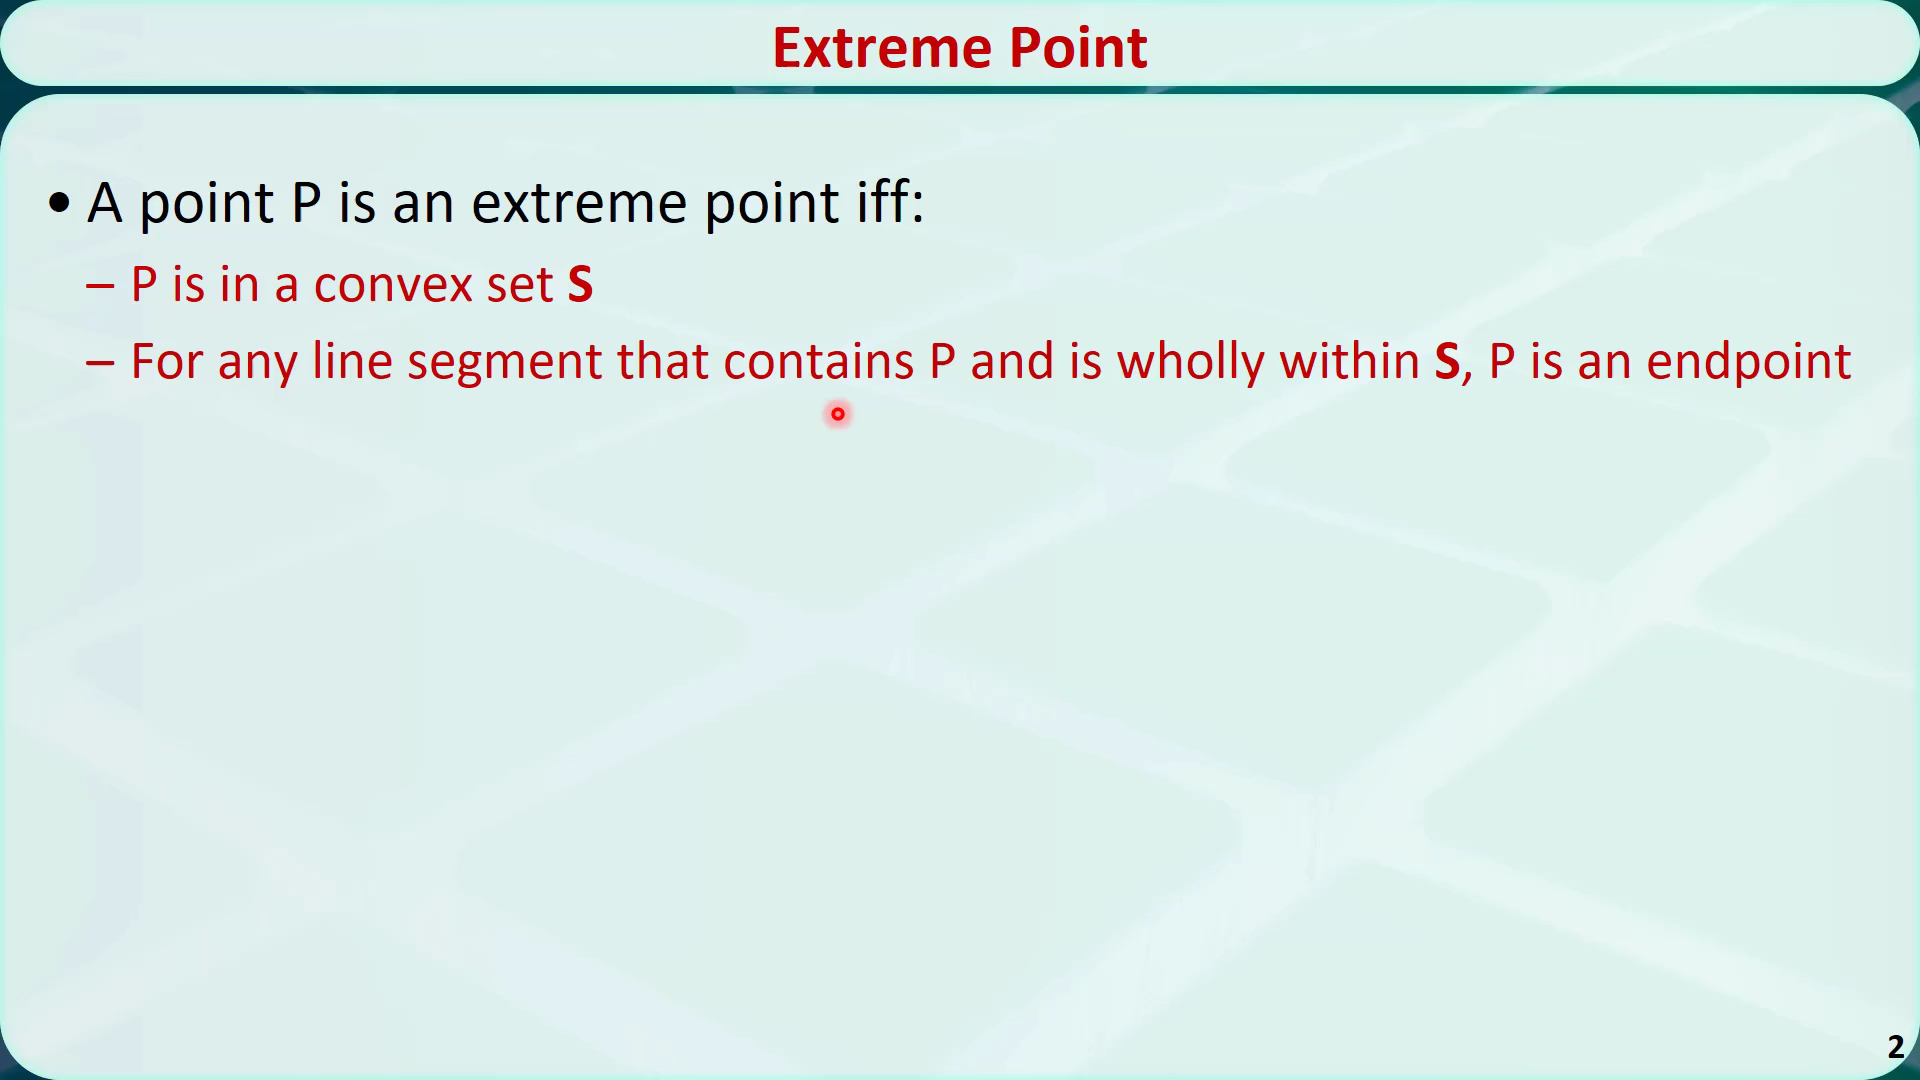 Extreme Point
• A point P is an extreme point iff:
– P is in a convex set S
– For any line segment that contains P and is wholly within S, P is an endpoint
2